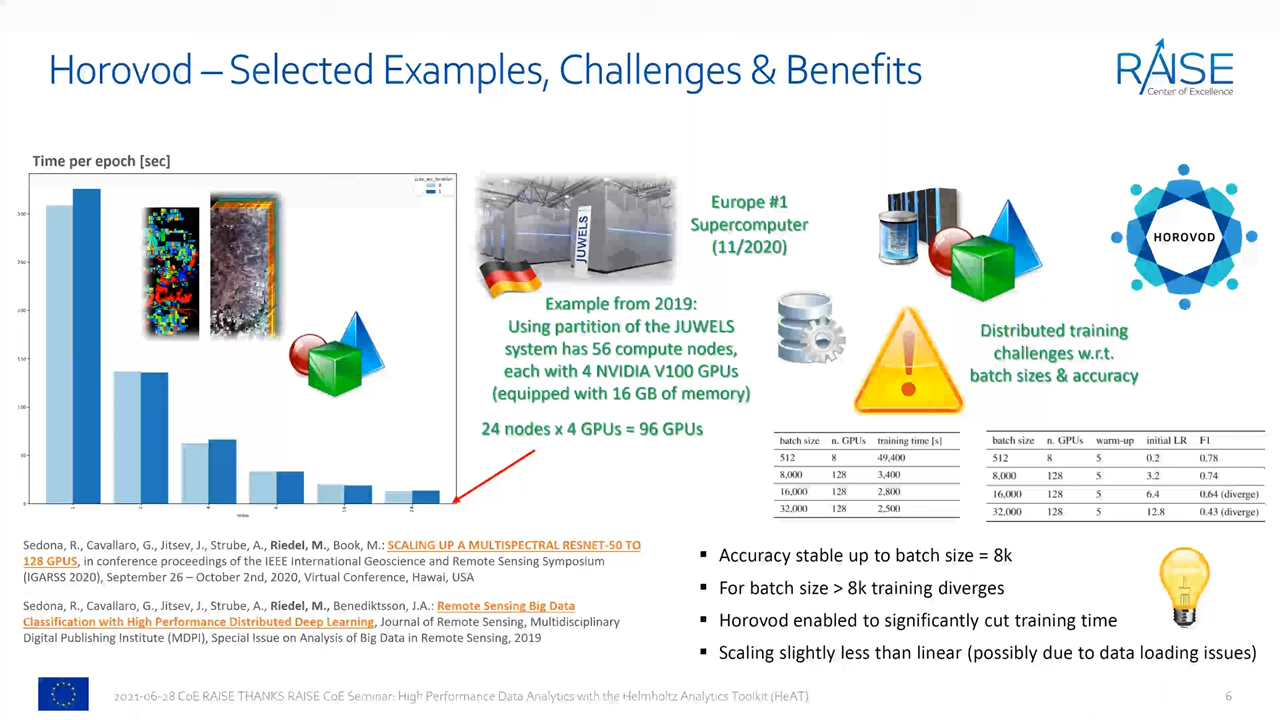 Horovod – Selected Examples, Challenges & Benefits
RAISE
Center of Excellence
Time per epoch [sec]
JUWELS
Europe #1
Supercomputer
(11/2020)
HOROVOD
Example from 2019:
Using partition of the JUWELS
system has 56 compute nodes,
each with 4 NVIDIA V100 GPUs
(equipped with 16 GB of memory)
24 nodes x 4 GPUs = 96 GPUs
Distributed training
challenges w.r.t.
batch sizes & accuracy
batch size n. GPUs training time [s]
512 8 49,400
8,000 128 3,400
16,000 128 2,800
32,000 128 2,500
batch size n. GPUs warm-up initial LR F1
512 8 5 0.2 0.78
8,000 128 5 3.2 0.74
16,000 128 5 6.4 0.64 (diverge)
32,000 128 5 12.8 0.43 (diverge)
Sedona, R., Cavallaro, G., Jitsev, J., Strube, A., Riedel, M., Book, M.: SCALING UP A MULTISPECTRAL RESNET-50 TO
128 GPUS, in conference proceedings of the IEEE International Geoscience and Remote Sensing Symposium
(IGARSS 2020), September 26 – October 2nd, 2020, Virtual Conference, Hawai, USA
Sedona, R., Cavallaro, G., Jitsev, J., Strube, A., Riedel, M., Benediktsson, J.A.: Remote Sensing Big Data
Classification with High Performance Distributed Deep Learning, Journal of Remote Sensing, Multidisciplinary
Digital Publishing Institute (MDPI), Special Issue on Analysis of Big Data in Remote Sensing, 2019
▪ Accuracy stable up to batch size = 8k
▪ For batch size > 8k training diverges
▪ Horovod enabled to significantly cut training time
▪ Scaling slightly less than linear (possibly due to data loading issues)
2021-06-28 CoE RAISE THANKS RAISE CoE Seminar: High Performance Data Analytics with the Helmholtz Analytics Toolkit (HeAT)
6